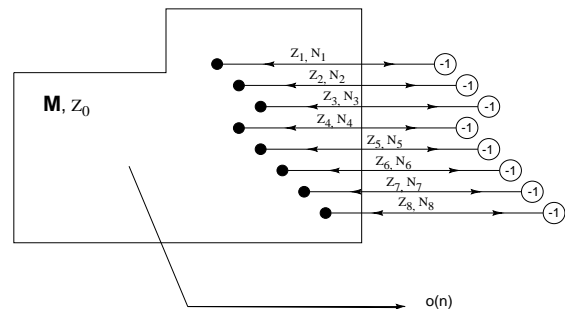 Z₁, N₁
-1
Z₂, N₂
-1
Z₃, N₃
-1
M, Z₀
Z₄, N₄
-1
Z₅, N₅
-1
Z₆, N₆
-1
Z₇, N₇
-1
Z₈, N₈
-1
o(n)